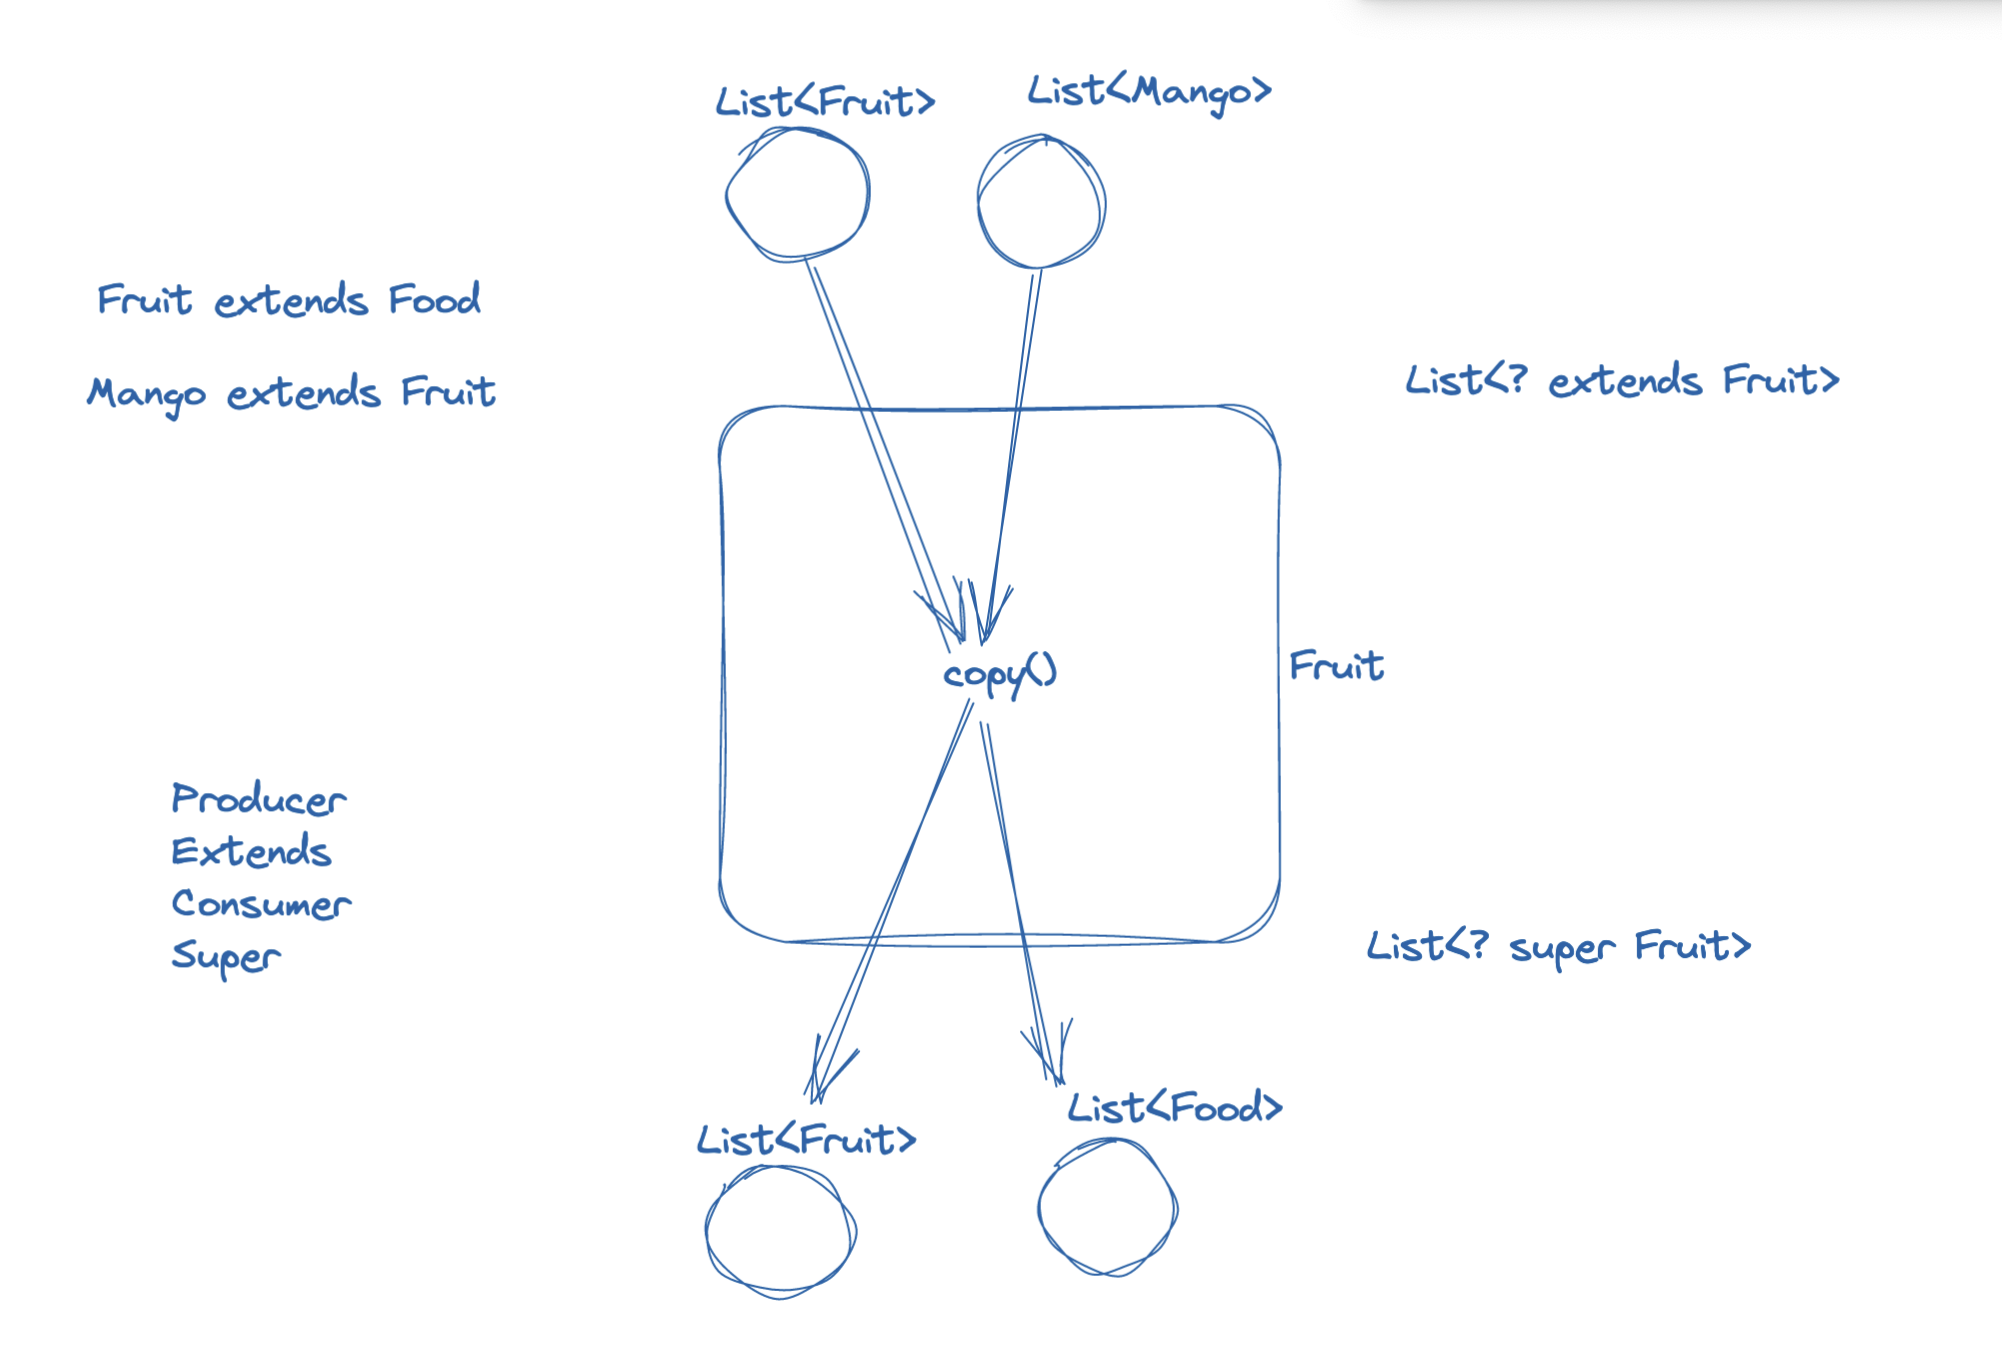 List<Fruit>
List<Mango>
Fruit extends Food
Mango extends Fruit
List<? extends Fruit>
copy()
Fruit
Producer
Extends
Consumer
Super
List<? super Fruit>
List<Fruit>
List<Food>